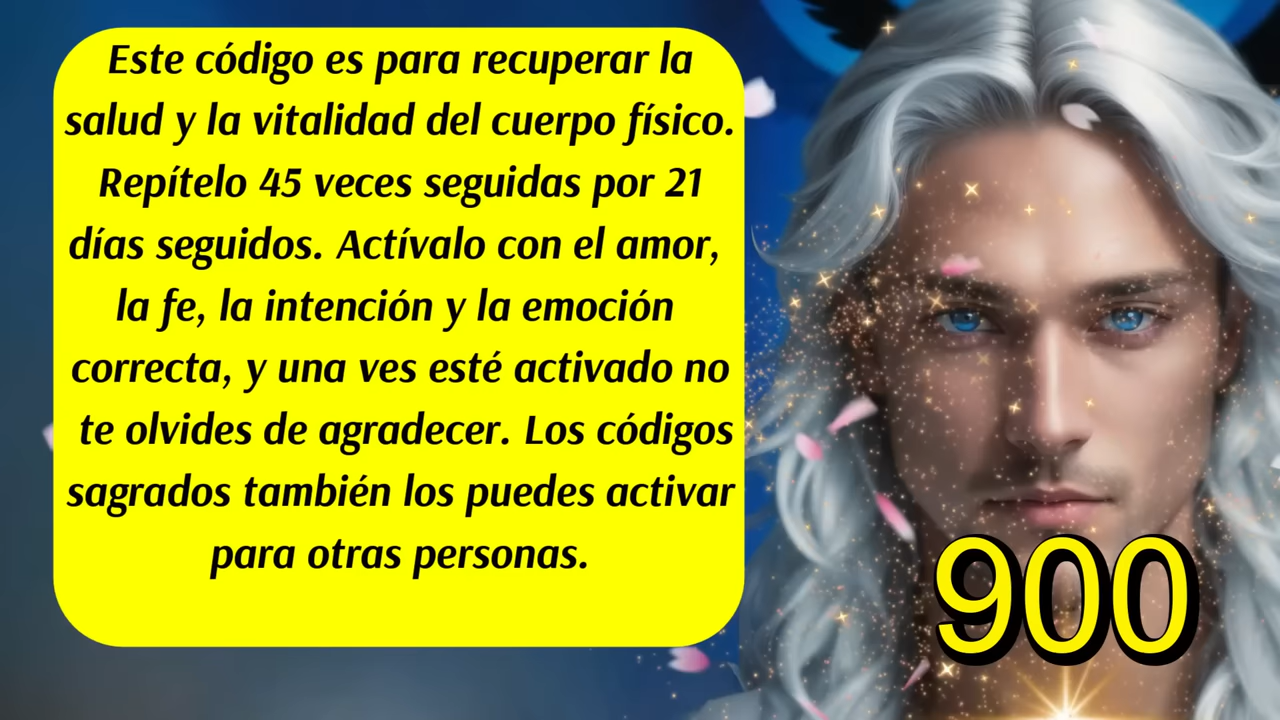 Este código es para recuperar la
salud y la vitalidad del cuerpo físico.
Repítelo 45 veces seguidas por 21
días seguidos. Actívalo con el amor,
la fe, la intención y la emoción
correcta, y una ves esté activado no
te olvides de agradecer. Los códigos
sagrados también los puedes activar
para otras personas.
900